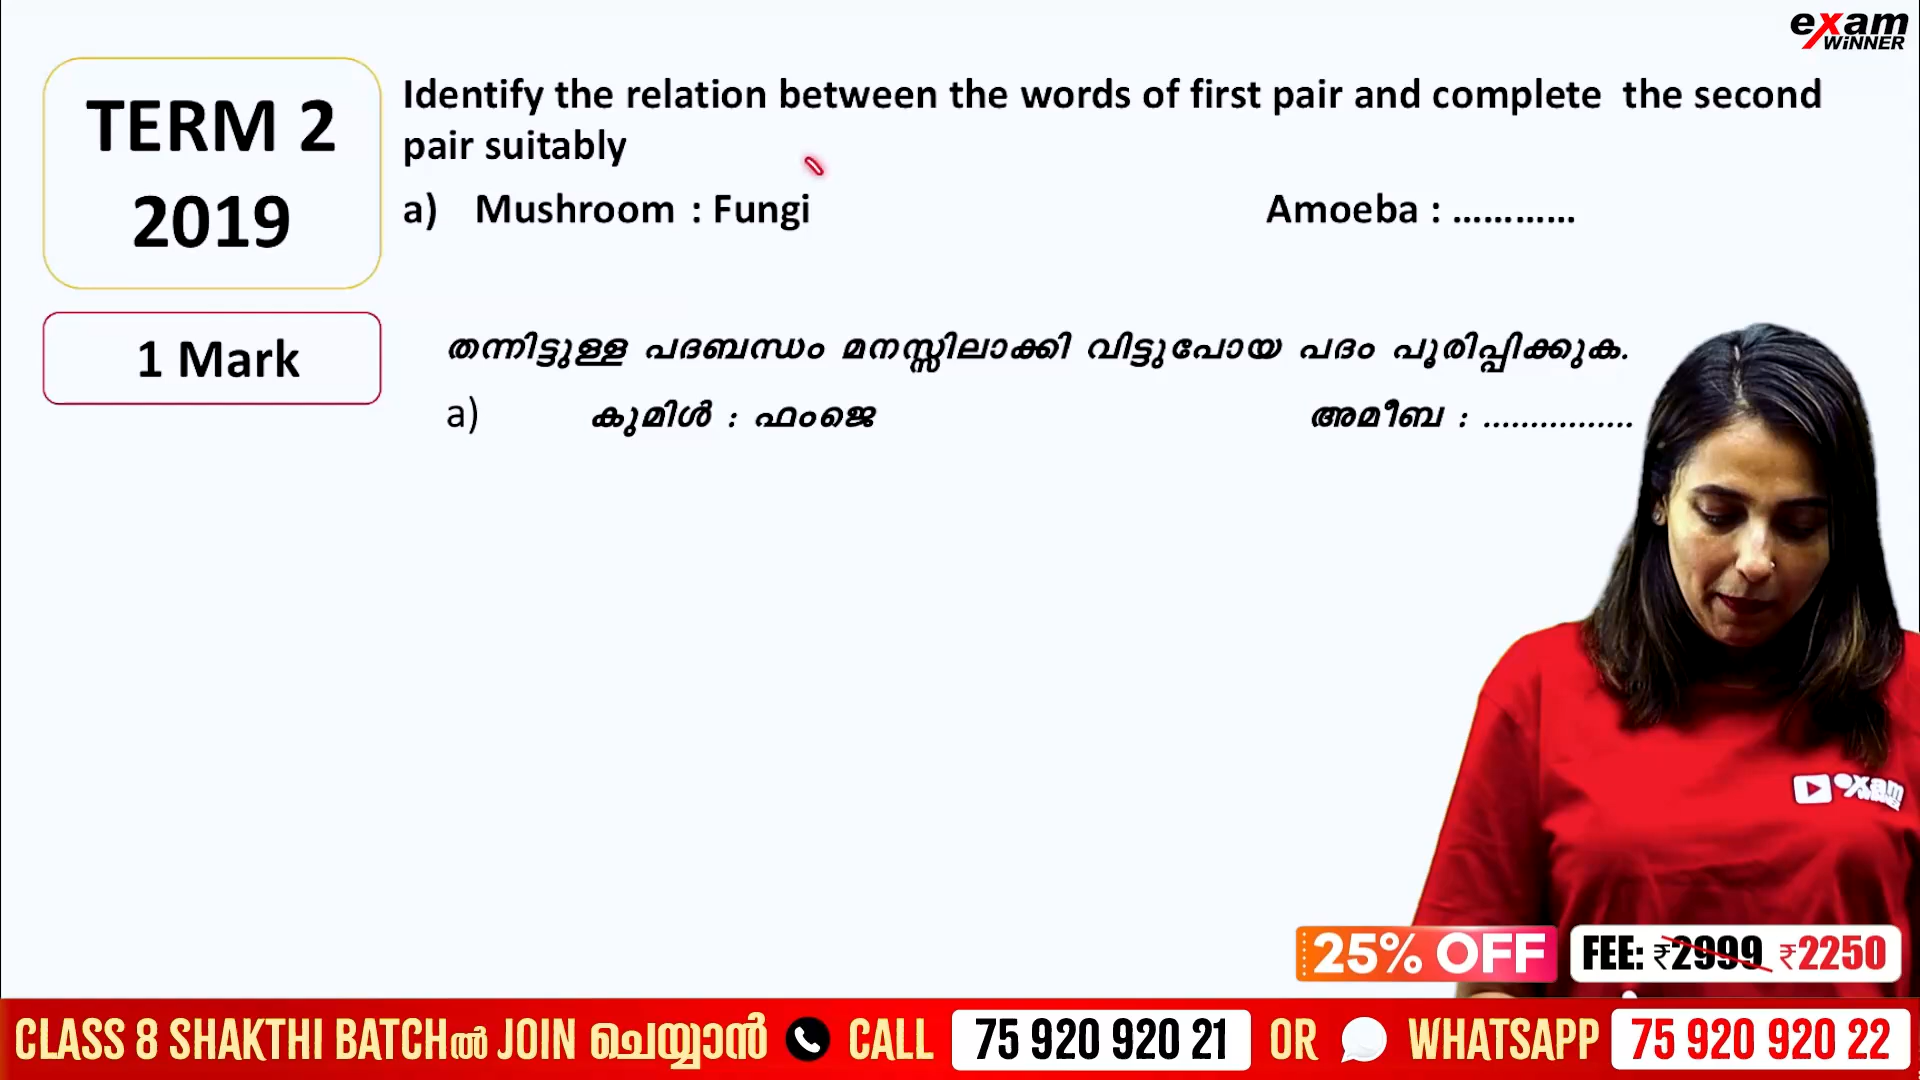 exam
WiNNER
TERM 2
2019
Identify the relation between the words of first pair and complete the second
pair suitably
a) Mushroom : Fungi Amoeba : ............
1 Mark
തന്നിട്ടുള്ള പദബന്ധം മനസ്സിലാക്കി വിട്ടുപോയ പദം പൂരിപ്പിക്കുക.
a) കുമിൾ : ഫംജെ അമീബ : ................
exam
WINNER
25% OFF FEE: ₹2999 ₹2250
CLASS 8 SHAKTHI BATCHൽ JOIN ചെയ്യാൻ CALL 75 920 920 21 OR WHATSAPP 75 920 920 22